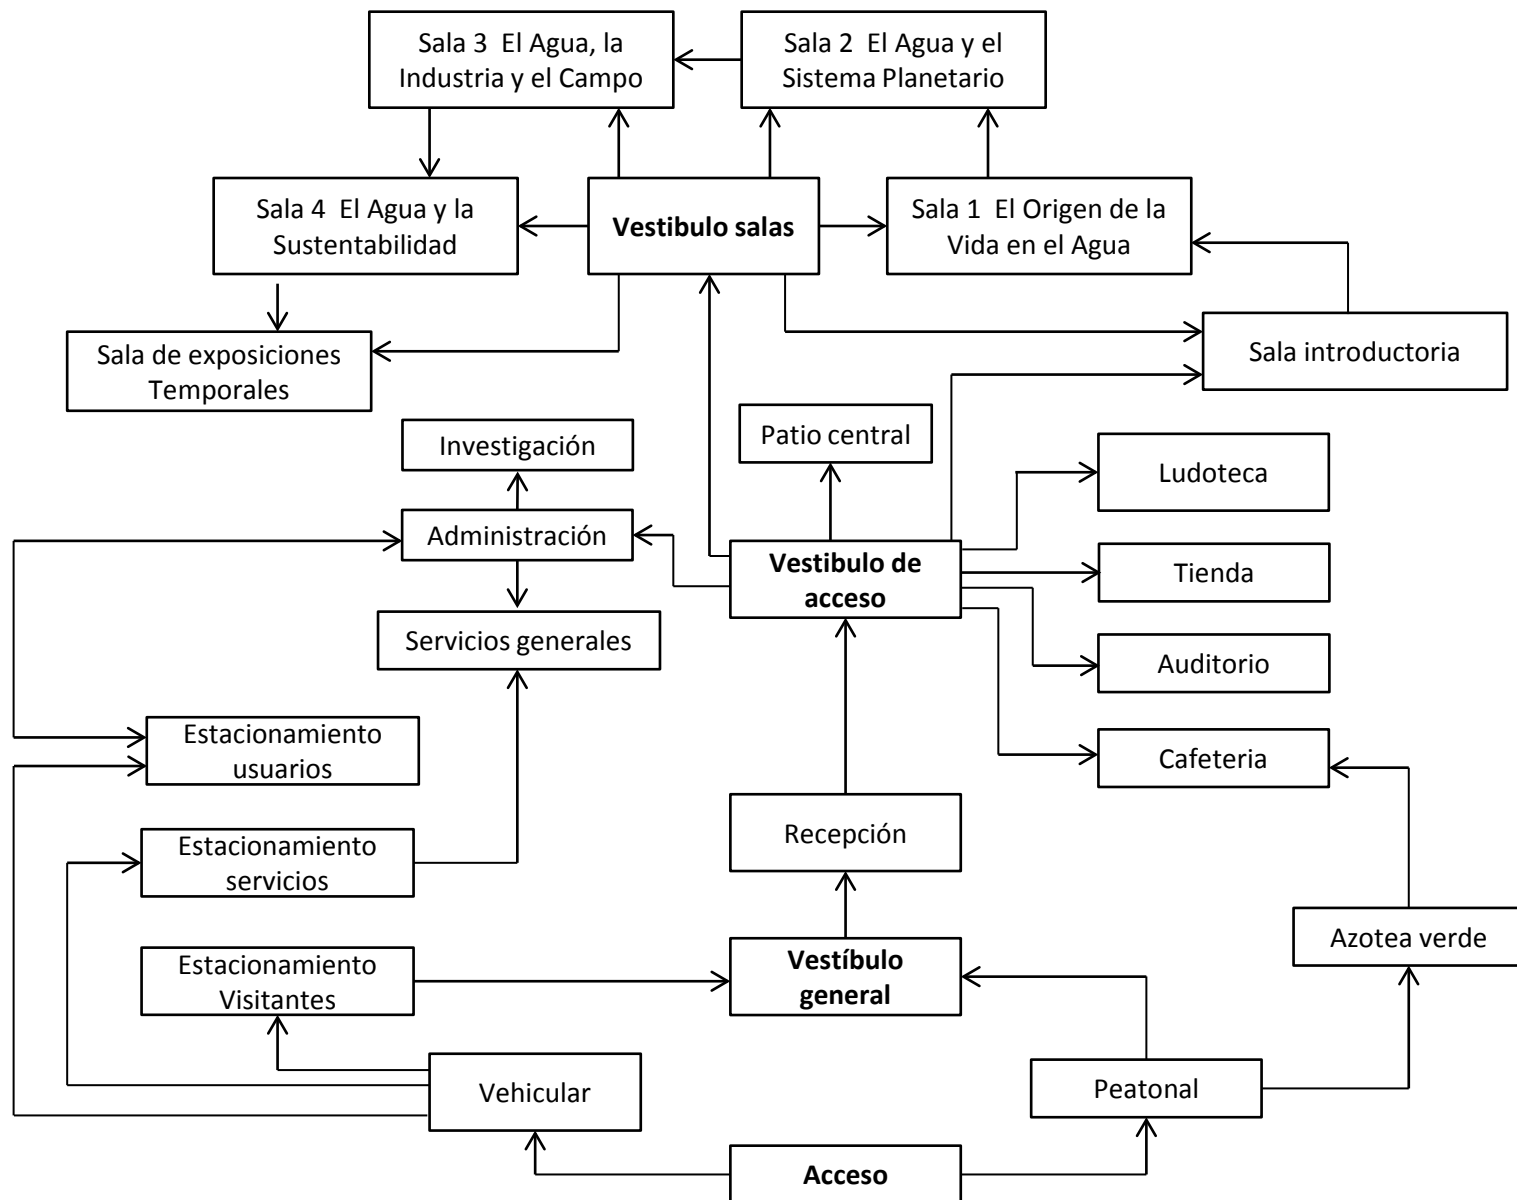 Sala 3  El Agua, la
Industria y el Campo
Sala 2  El Agua y el
Sistema Planetario
Sala 4  El Agua y la
Sustentabilidad
Vestibulo salas
Sala 1  El Origen de la
Vida en el Agua
Sala de exposiciones
Temporales
Sala introductoria
Patio central
Investigación
Ludoteca
Administración
Vestibulo de
acceso
Tienda
Servicios generales
Auditorio
Estacionamiento
usuarios
Cafeteria
Recepción
Estacionamiento
servicios
Azotea verde
Estacionamiento
Visitantes
Vestíbulo
general
Vehicular
Peatonal
Acceso